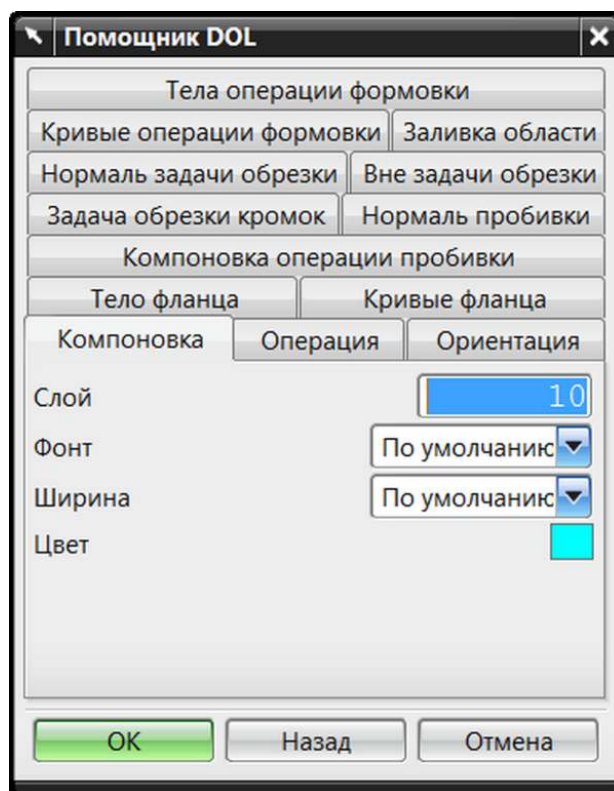 Помощник DOL
Тела операции формовки
Кривые операции формовки Заливка области
Нормаль задачи обрезки Вне задачи обрезки
Задача обрезки кромок Нормаль пробивки
Компоновка операции пробивки
Тело фланца Кривые фланца
Компоновка Операция Ориентация
Слой 10
Фонт По умолчанию
Ширина По умолчанию
Цвет
OK Назад Отмена